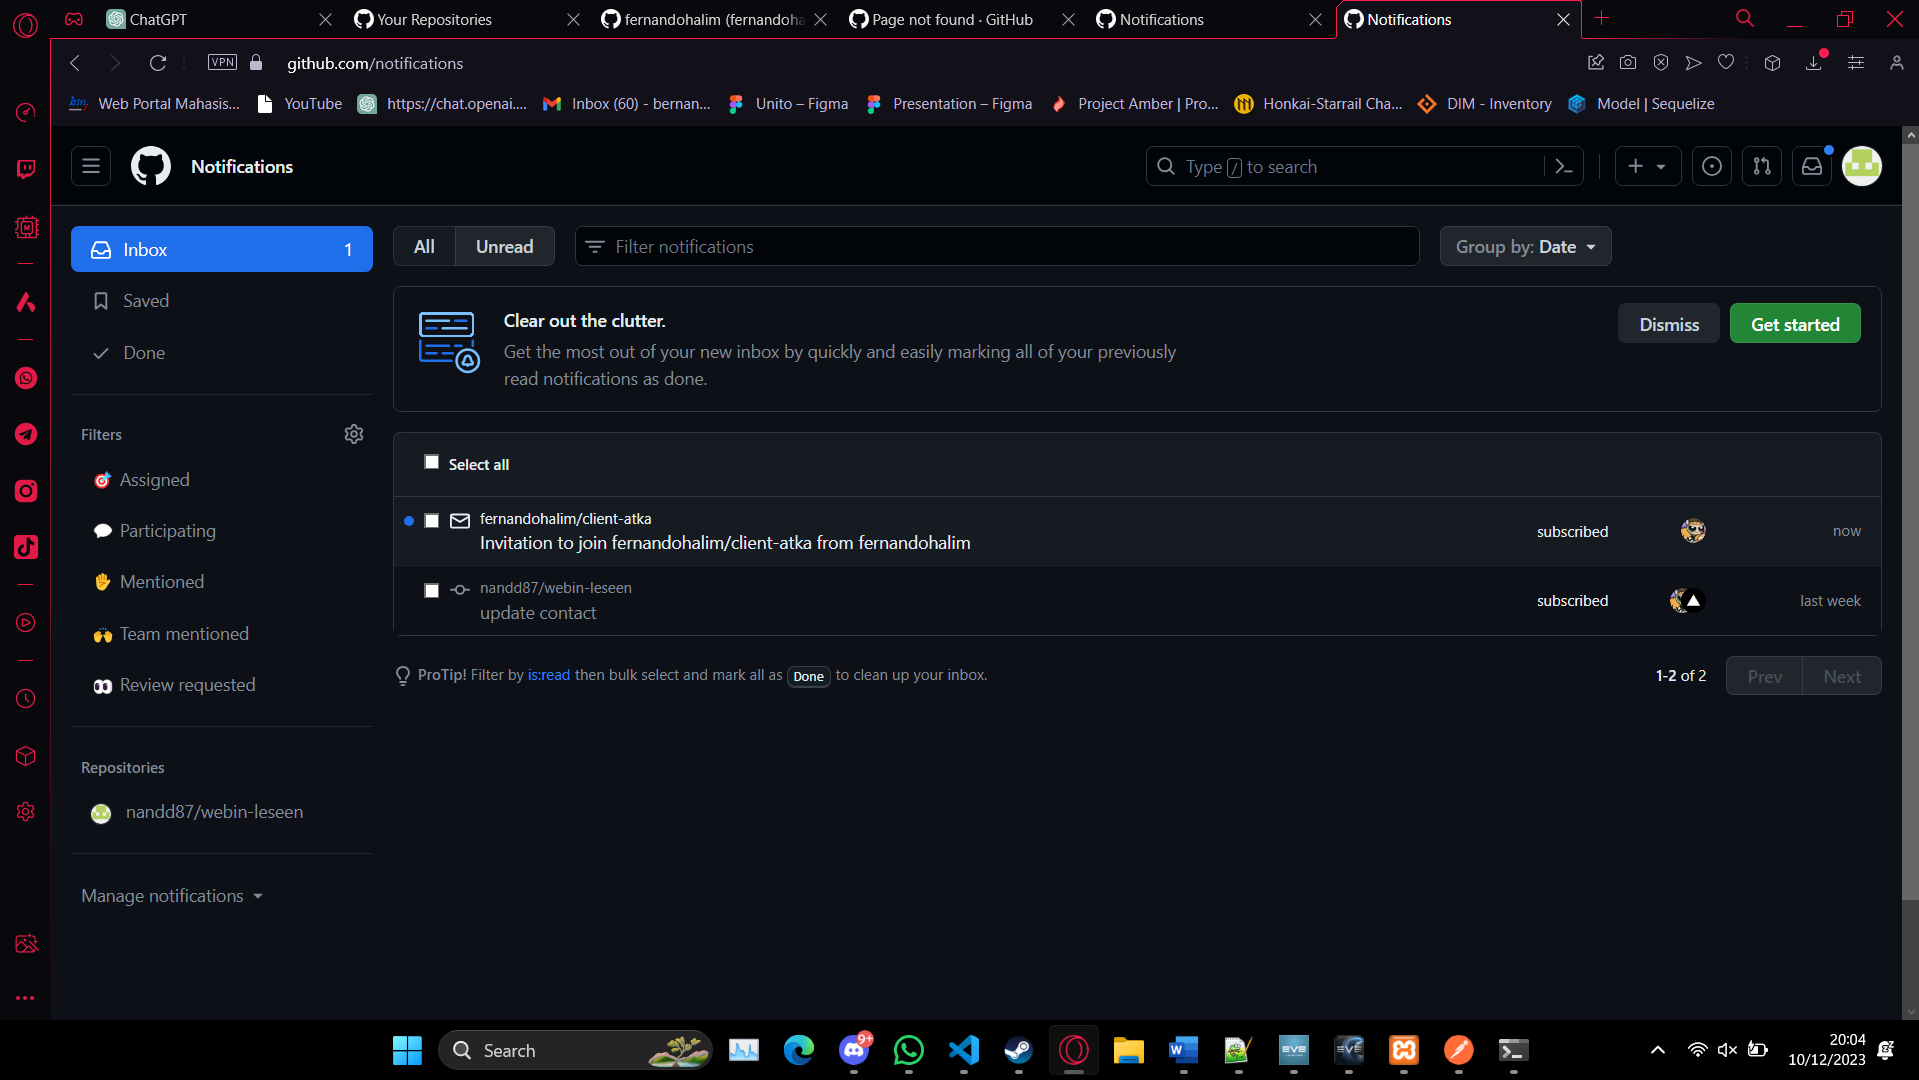 ChatGPT
Your Repositories
fernandohalim (fernandoha
Page not found · GitHub
Notifications
Notifications
VPN
github.com/notifications
Web Portal Mahasis...
YouTube
https://chat.openai....
Inbox (60) - bernan...
Unito – Figma
Presentation – Figma
Project Amber | Pro...
Honkai-Starrail Cha...
DIM - Inventory
Model | Sequelize
Notifications
Type / to search
Inbox 1
Saved
Done
Filters
Assigned
Participating
Mentioned
Team mentioned
Review requested
Repositories
nandd87/webin-leseen
Manage notifications
All
Unread
Filter notifications
Group by: Date
Clear out the clutter.
Get the most out of your new inbox by quickly and easily marking all of your previously
read notifications as done.
Dismiss
Get started
Select all
fernandohalim/client-atka
Invitation to join fernandohalim/client-atka from fernandohalim
subscribed
now
nandd87/webin-leseen
update contact
subscribed
last week
ProTip! Filter by is:read then bulk select and mark all as Done to clean up your inbox.
1-2 of 2
Prev
Next
Search
9+
20:04
10/12/2023